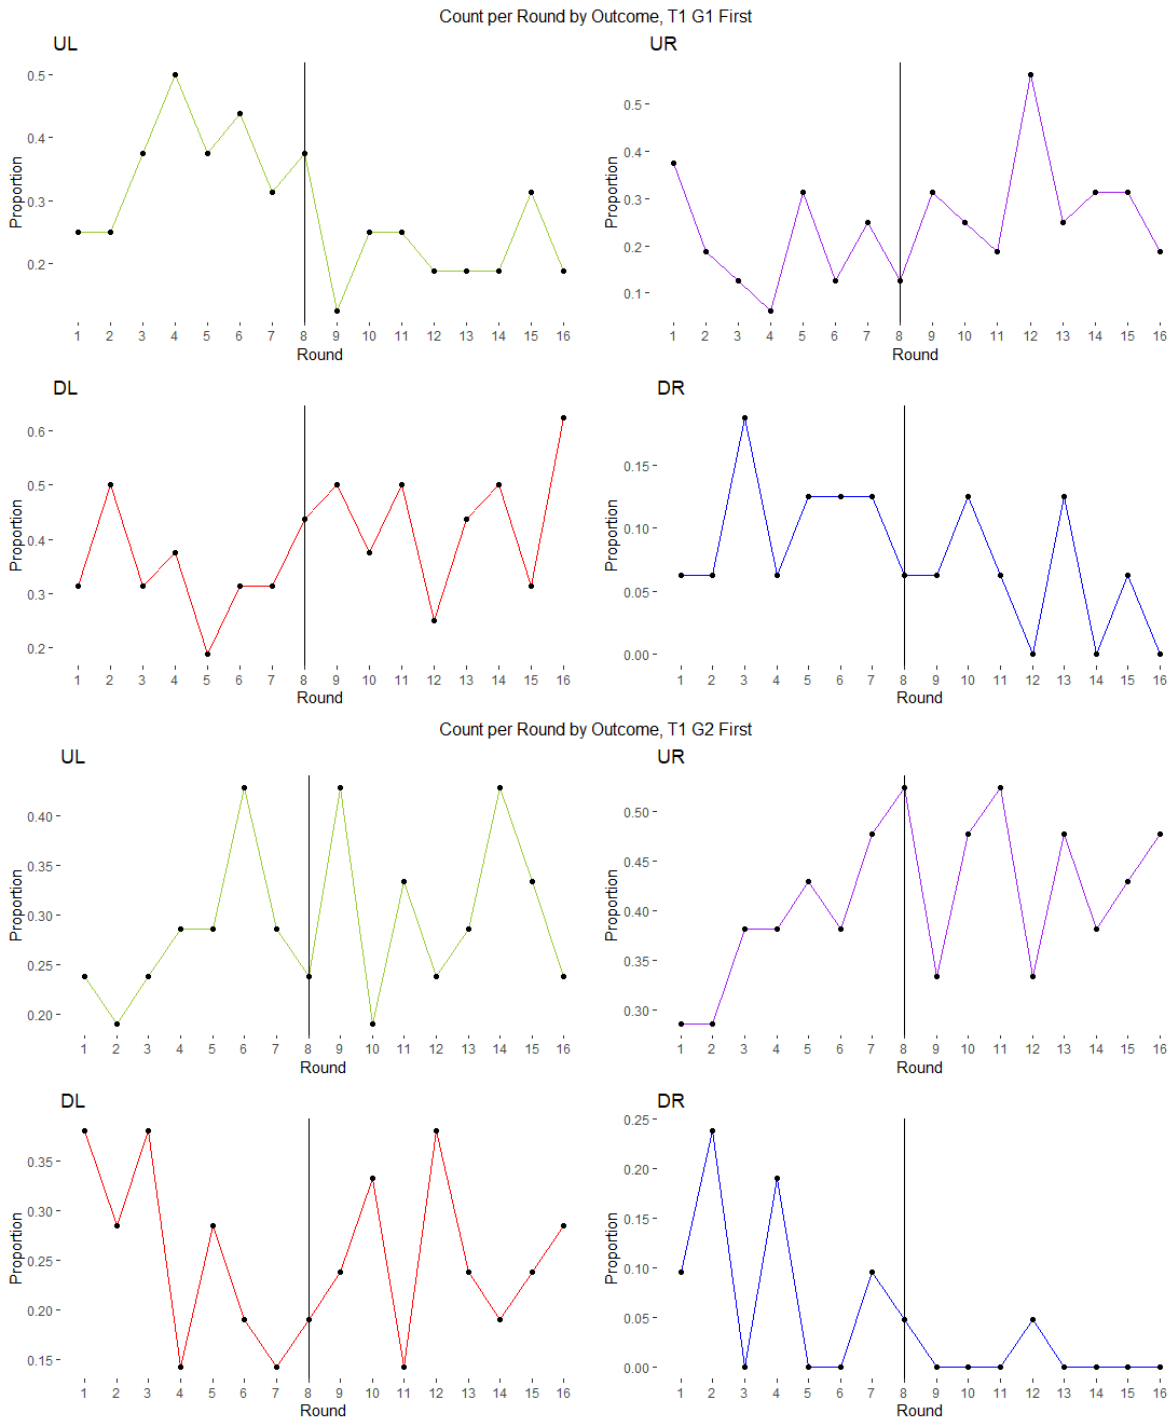 Count per Round by Outcome, T1 G1 First
UL
Proportion
0.5
0.4
0.3
0.2
1 2 3 4 5 6 7 8 9 10 11 12 13 14 15 16
Round
UR
Proportion
0.5
0.4
0.3
0.2
0.1
1 2 3 4 5 6 7 8 9 10 11 12 13 14 15 16
Round
DL
Proportion
0.6
0.5
0.4
0.3
0.2
1 2 3 4 5 6 7 8 9 10 11 12 13 14 15 16
Round
DR
Proportion
0.15
0.10
0.05
0.00
1 2 3 4 5 6 7 8 9 10 11 12 13 14 15 16
Round
Count per Round by Outcome, T1 G2 First
UL
Proportion
0.40
0.35
0.30
0.25
0.20
1 2 3 4 5 6 7 8 9 10 11 12 13 14 15 16
Round
UR
Proportion
0.50
0.45
0.40
0.35
0.30
1 2 3 4 5 6 7 8 9 10 11 12 13 14 15 16
Round
DL
Proportion
0.35
0.30
0.25
0.20
0.15
1 2 3 4 5 6 7 8 9 10 11 12 13 14 15 16
Round
DR
Proportion
0.25
0.20
0.15
0.10
0.05
0.00
1 2 3 4 5 6 7 8 9 10 11 12 13 14 15 16
Round